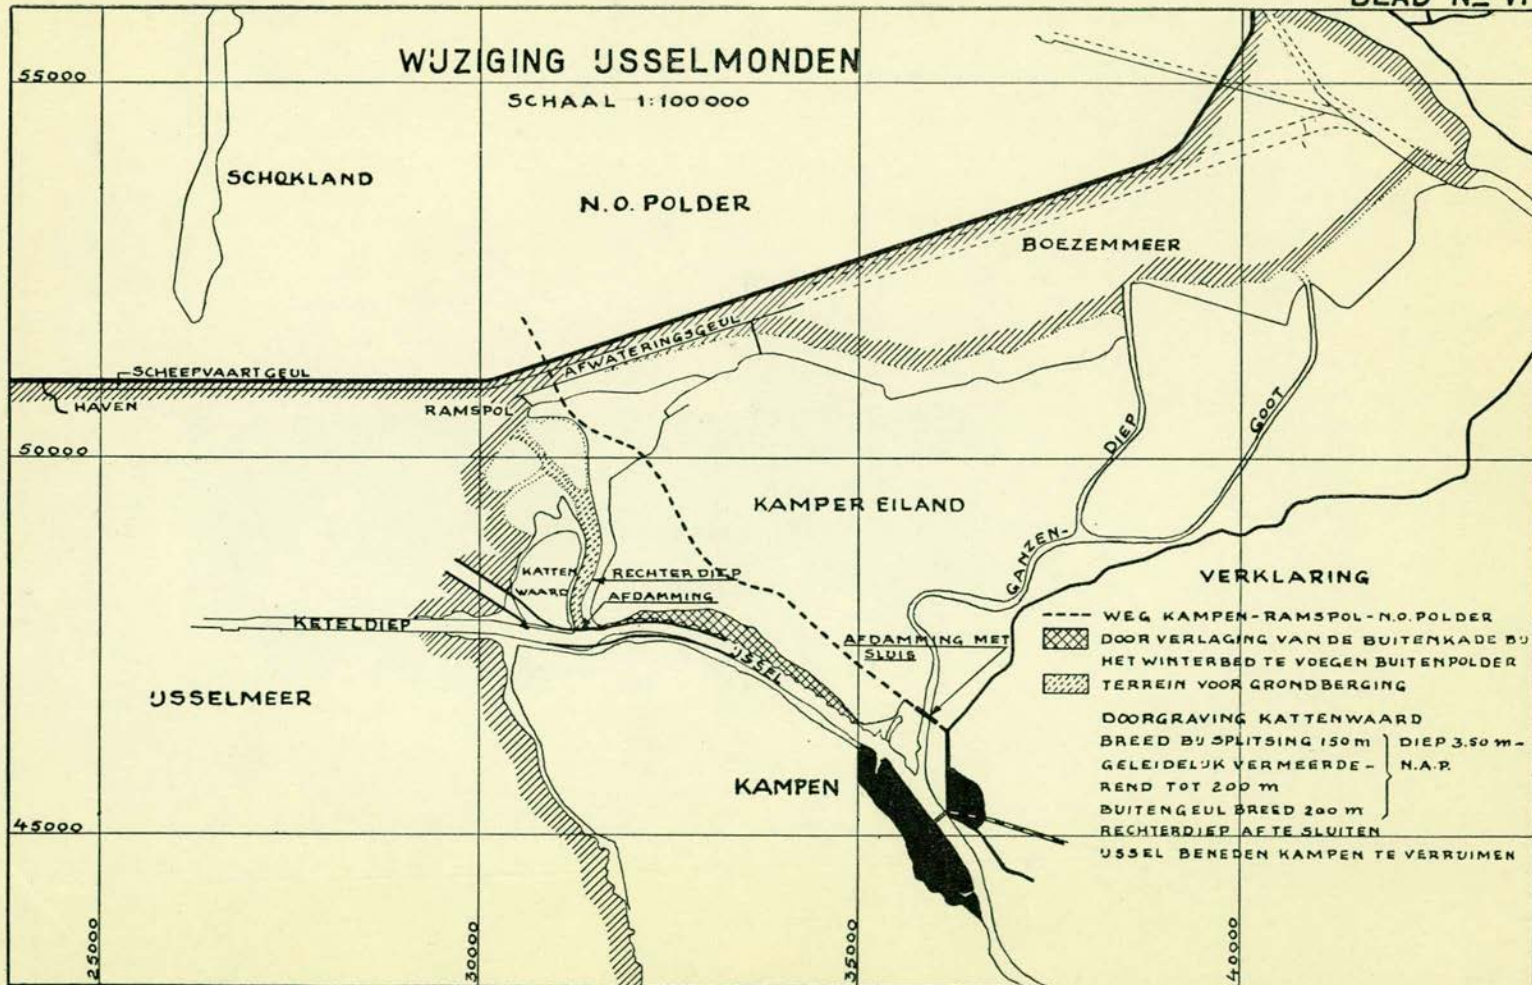 BLAD No VI
WIJZIGING IJSSELMONDEN
SCHAAL 1:100 000
55000
SCHOKLAND
N.O. POLDER
BOEZEMMEER
AFWATERINGSGEUL
SCHEEPVAARTGEUL
HAVEN
RAMSPOL
50000
DIEP
GOOT
KAMPER EILAND
GANZEN-
KATTEN
WAARD
RECHTERDIEP
AFDAMMING
KETELDIEP
IJSSEL
AFDAMMING MET
SLUIS
IJSSELMEER
KAMPEN
45000
VERKLARING
WEG KAMPEN-RAMSPOL-N.O. POLDER
DOOR VERLAGING VAN DE BUITENKADE BIJ
HET WINTERBED TE VOEGEN BUITENPOLDER
TERREIN VOOR GRONDBERGING
DOORGRAVING KATTENWAARD
BREED BIJ SPLITSING 150 m DIEP 3.50 m-
GELEIDELIJK VERMEERDE- N.A.P.
REND TOT 200 m
BUITENGEUL BREED 200 m
RECHTERDIEP AF TE SLUITEN
IJSSEL BENEDEN KAMPEN TE VERRUIMEN
25000
30000
35000
40000